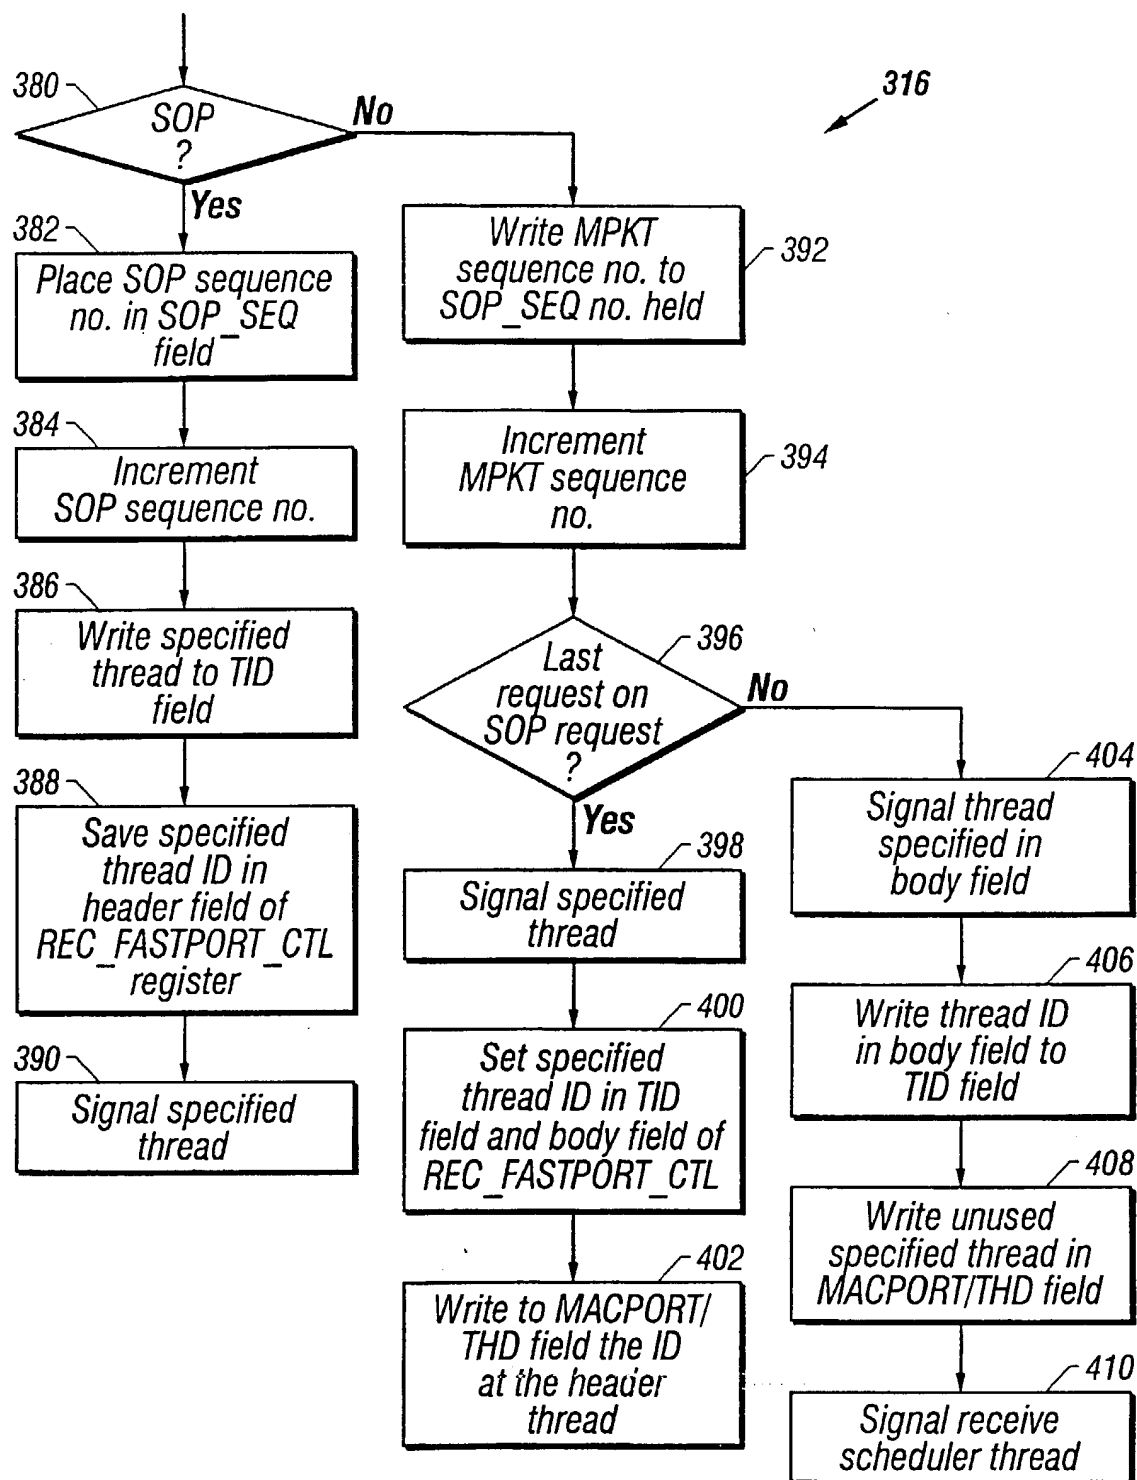 380
SOP
?
No
316
Yes
382
Place SOP sequence
no. in SOP_SEQ
field
384
Increment
SOP sequence no.
386
Write specified
thread to TID
field
388
Save specified
thread ID in
header field of
REC_FASTPORT_CTL
register
390
Signal specified
thread
Write MPKT
sequence no. to
SOP_SEQ no. held
392
Increment
MPKT sequence
no.
394
396
Last
request on
SOP request
?
No
Yes
398
Signal specified
thread
400
Set specified
thread ID in TID
field and body field of
REC_FASTPORT_CTL
402
Write to MACPORT/
THD field the ID
at the header
thread
404
Signal thread
specified in
body field
406
Write thread ID
in body field to
TID field
408
Write unused
specified thread in
MACPORT/THD field
410
Signal receive
scheduler thread